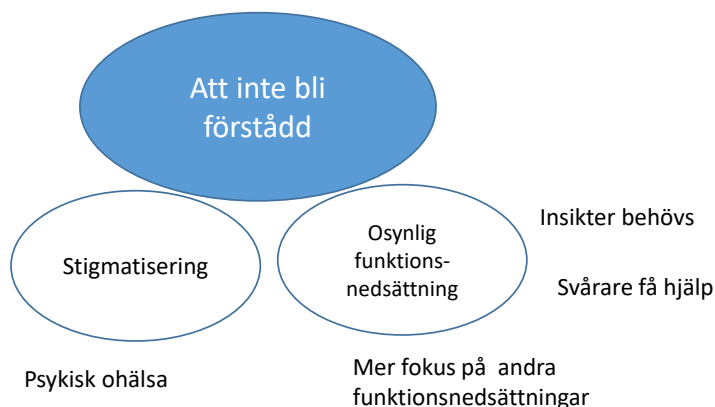 Att inte bli
förstådd
Stigmatisering
Osynlig
funktions-
nedsättning
Insikter behövs
Svårare få hjälp
Psykisk ohälsa
Mer fokus på  andra
funktionsnedsättningar